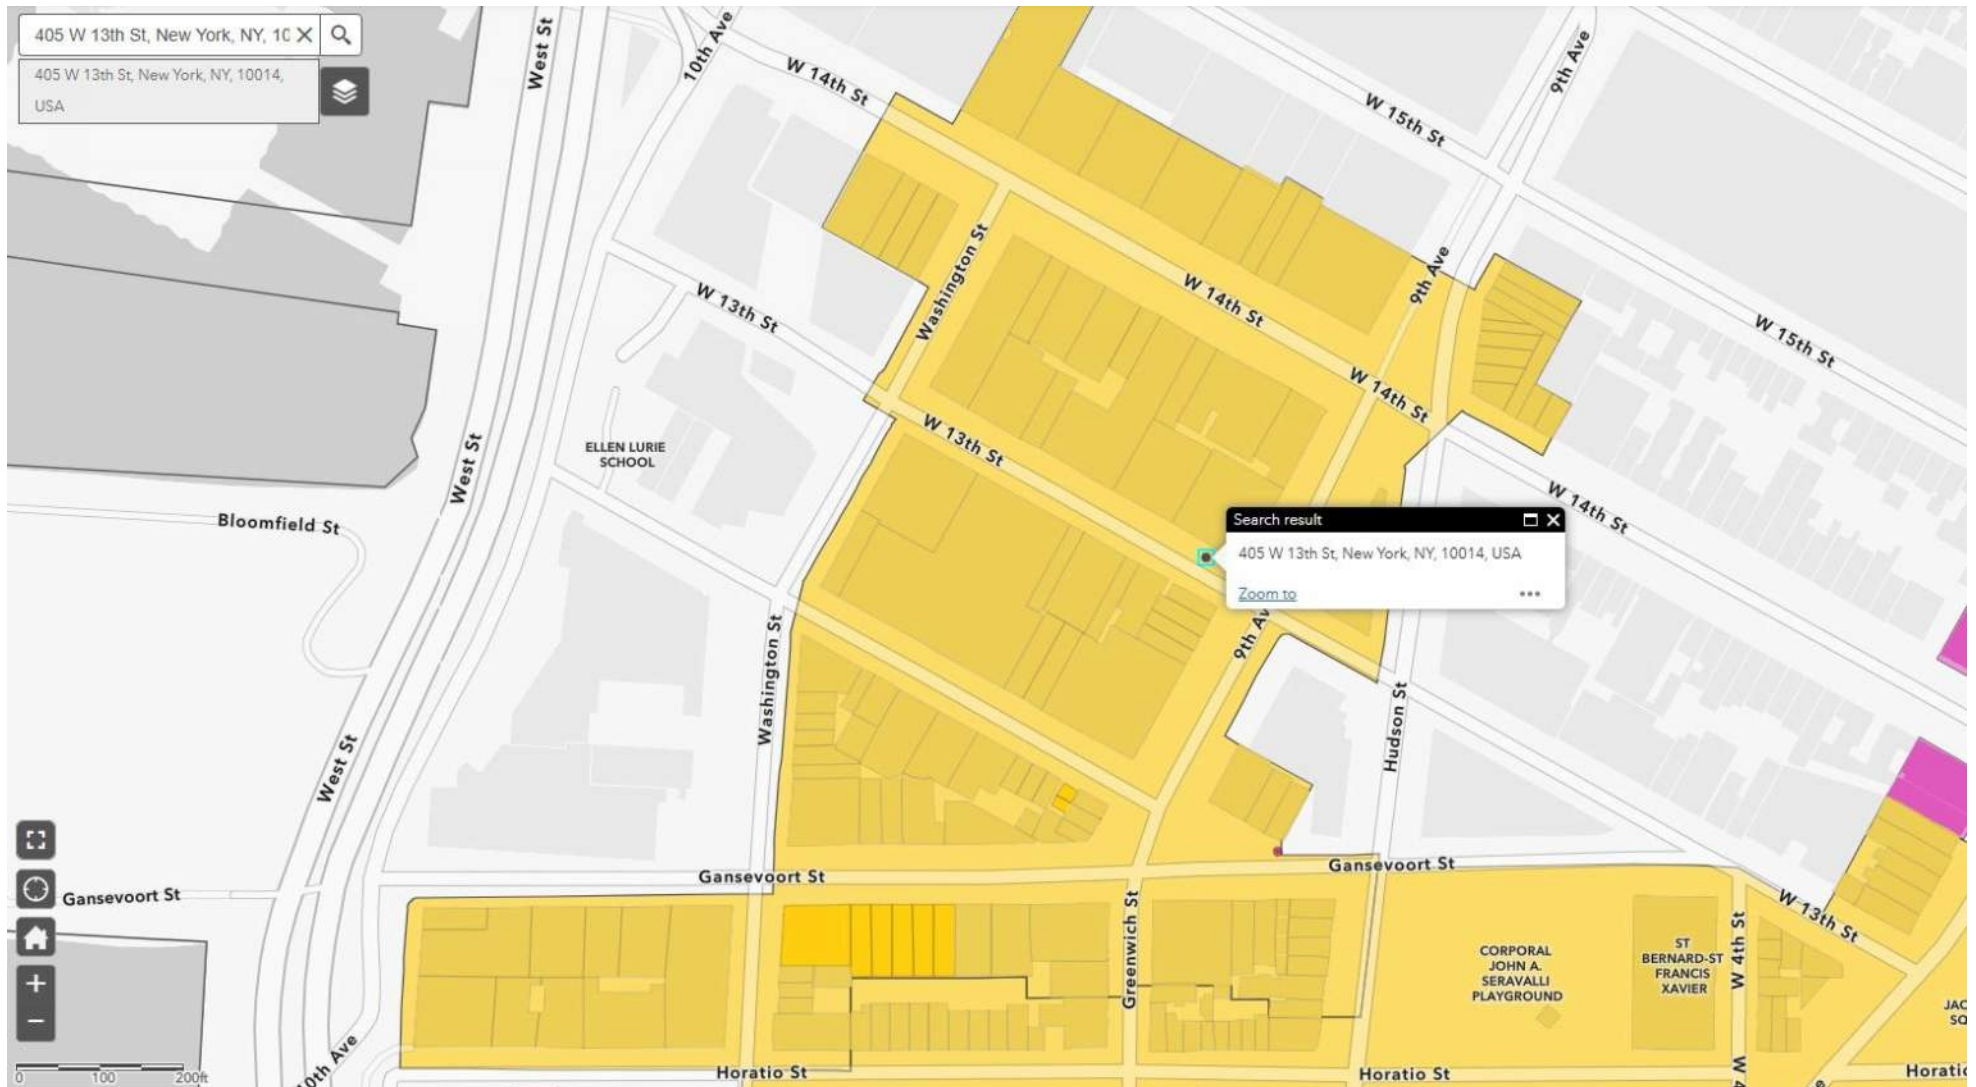 405 W 13th St, New York, NY, 10
405 W 13th St, New York, NY, 10014,
USA
West St
10th Ave
W 14th St
W 15th St
9th Ave
Washington St
W 13th St
W 14th St
9th Ave
W 15th St
W 14th St
W 13th St
ELLEN LURIE
SCHOOL
West St
Bloomfield St
W 14th St
Search result
405 W 13th St, New York, NY, 10014, USA
Zoom to
9th Av
Washington St
Hudson St
West St
Gansevoort St
Gansevoort St
Gansevoort St
W 13th St
Greenwich St
CORPORAL
JOHN A.
SERAVALLI
PLAYGROUND
ST
BERNARD-ST
FRANCIS
XAVIER
W 4th St
JAC
SQ
10th Ave
0 100 200ft
Horatio St
Horatio St
W 4
Horatio